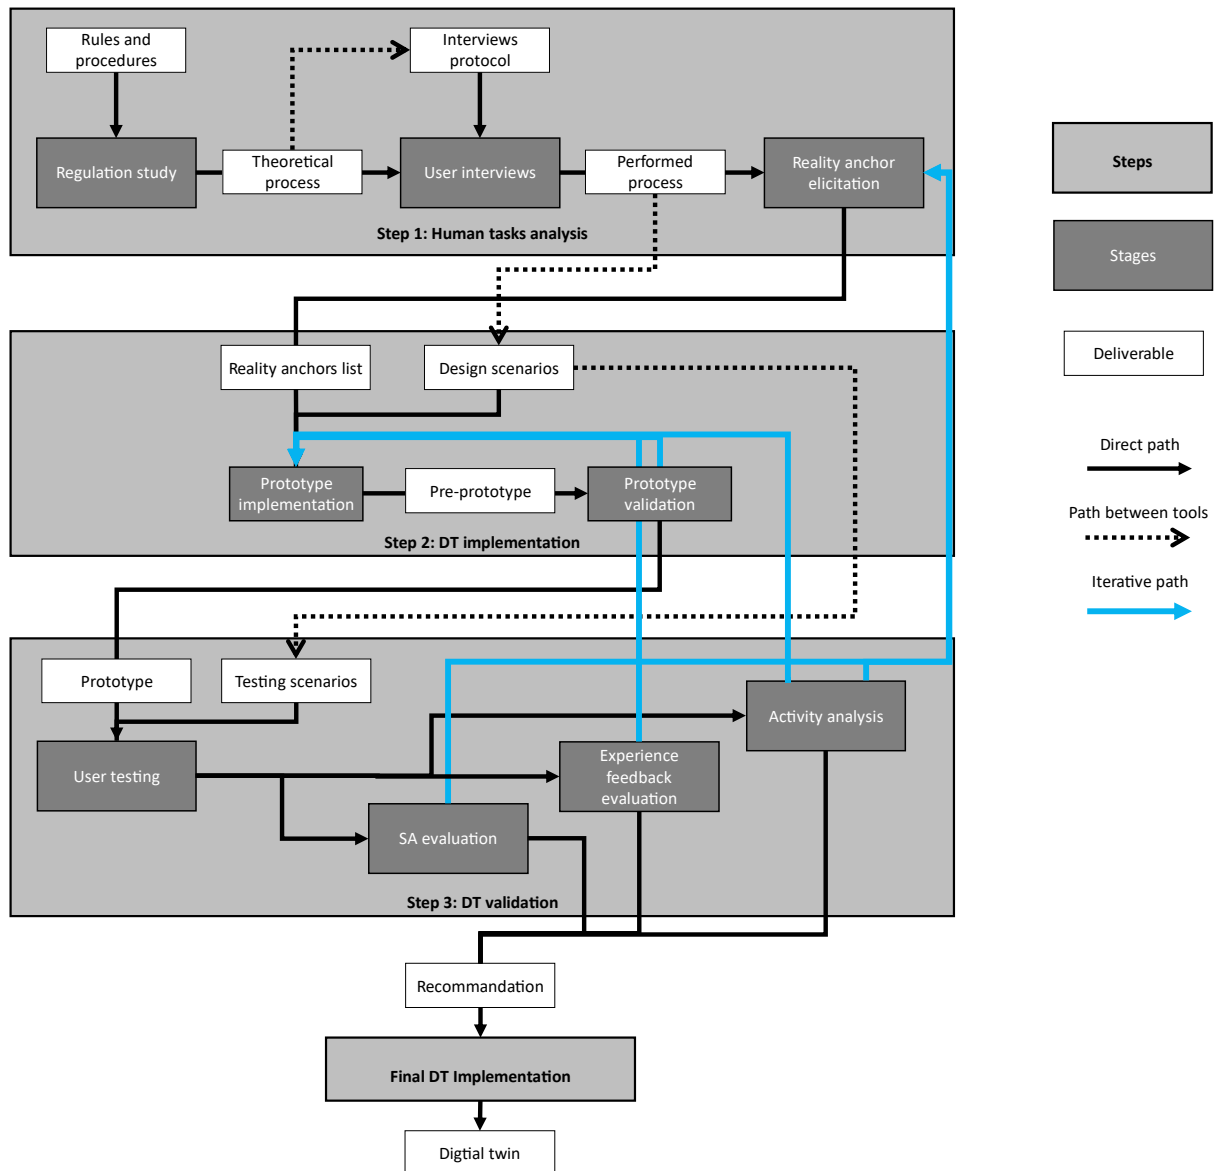 Rules and
procedures
Interviews
protocol
Regulation study
Theoretical
process
User interviews
Performed
process
Reality anchor
elicitation
Step 1: Human tasks analysis
Reality anchors list
Design scenarios
Prototype
implementation
Pre-prototype
Prototype
validation
Step 2: DT implementation
Prototype
Testing scenarios
Activity analysis
User testing
Experience
feedback
evaluation
SA evaluation
Step 3: DT validation
Recommandation
Final DT Implementation
Digtial twin
Steps
Stages
Deliverable
Direct path
Path between tools
Iterative path